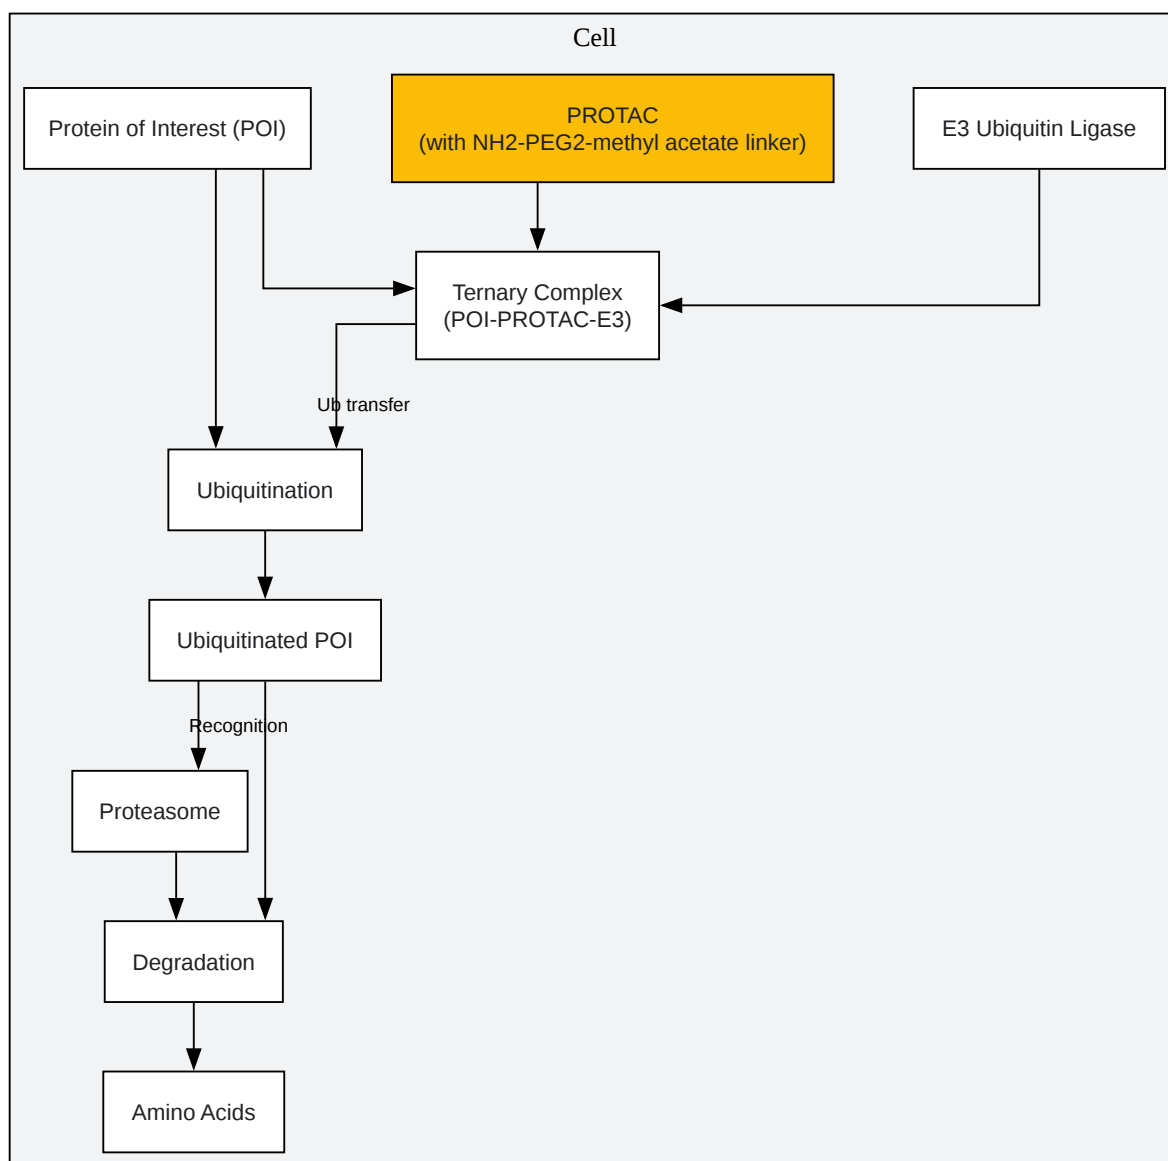 Cell
Protein of Interest (POI)
PROTAC
(with NH2-PEG2-methyl acetate linker)
E3 Ubiquitin Ligase
Ternary Complex
(POI-PROTAC-E3)
Ub transfer
Ubiquitination
Ubiquitinated POI
Recognition
Proteasome
Degradation
Amino Acids